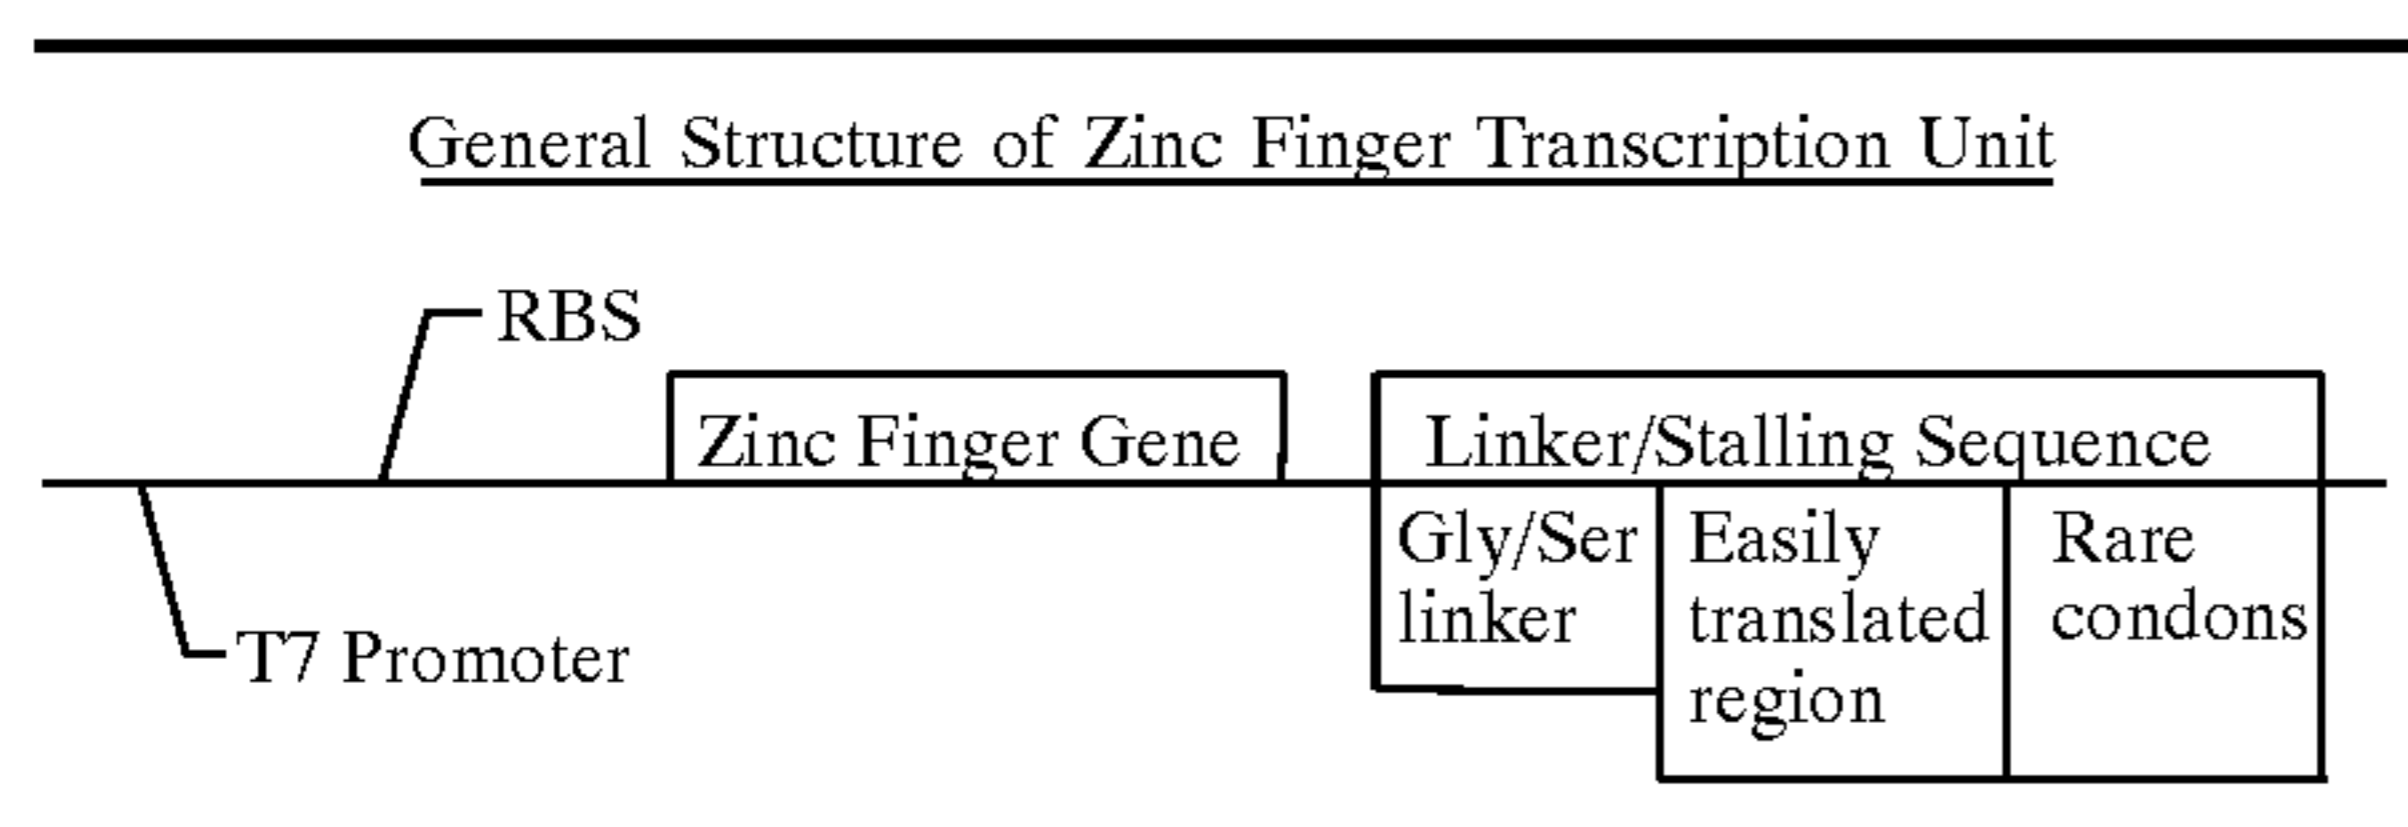 General Structure of Zinc Finger Transcription Unit
RBS
Zinc Finger Gene
Linker/Stalling Sequence
Gly/Ser
linker
Easily
translated
region
Rare
condons
T7 Promoter